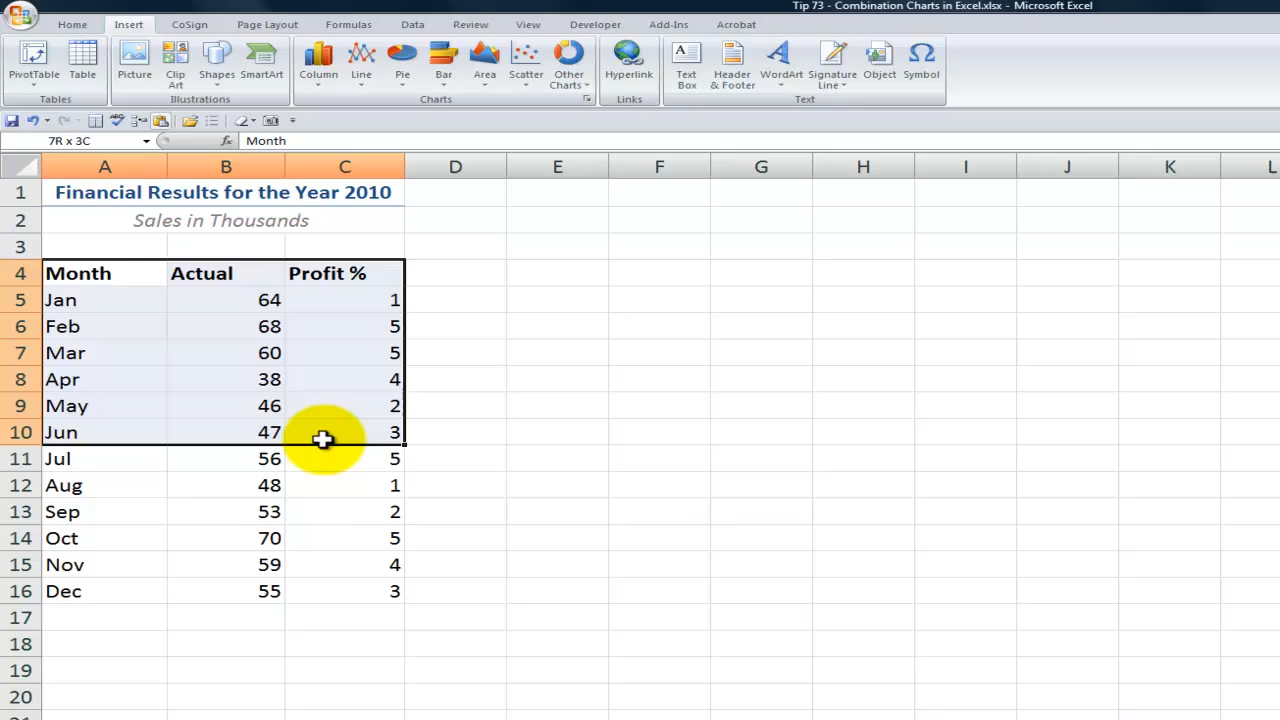 Tip 73 - Combination Charts in Excel.xlsx - Microsoft Excel
Home Insert CoSign Page Layout Formulas Data Review View Developer Add-Ins Acrobat
PivotTable Table Picture Clip Art Shapes SmartArt Column Line Pie Bar Area Scatter Other Charts Hyperlink Text Box Header & Footer WordArt Signature Line Object Symbol
Tables Illustrations Charts Links Text
7R x 3C fx Month
A B C D E F G H I J K L
1 Financial Results for the Year 2010
2 Sales in Thousands
3
4 Month Actual Profit %
5 Jan 64 1
6 Feb 68 5
7 Mar 60 5
8 Apr 38 4
9 May 46 2
10 Jun 47 3
11 Jul 56 5
12 Aug 48 1
13 Sep 53 2
14 Oct 70 5
15 Nov 59 4
16 Dec 55 3
17
18
19
20
21